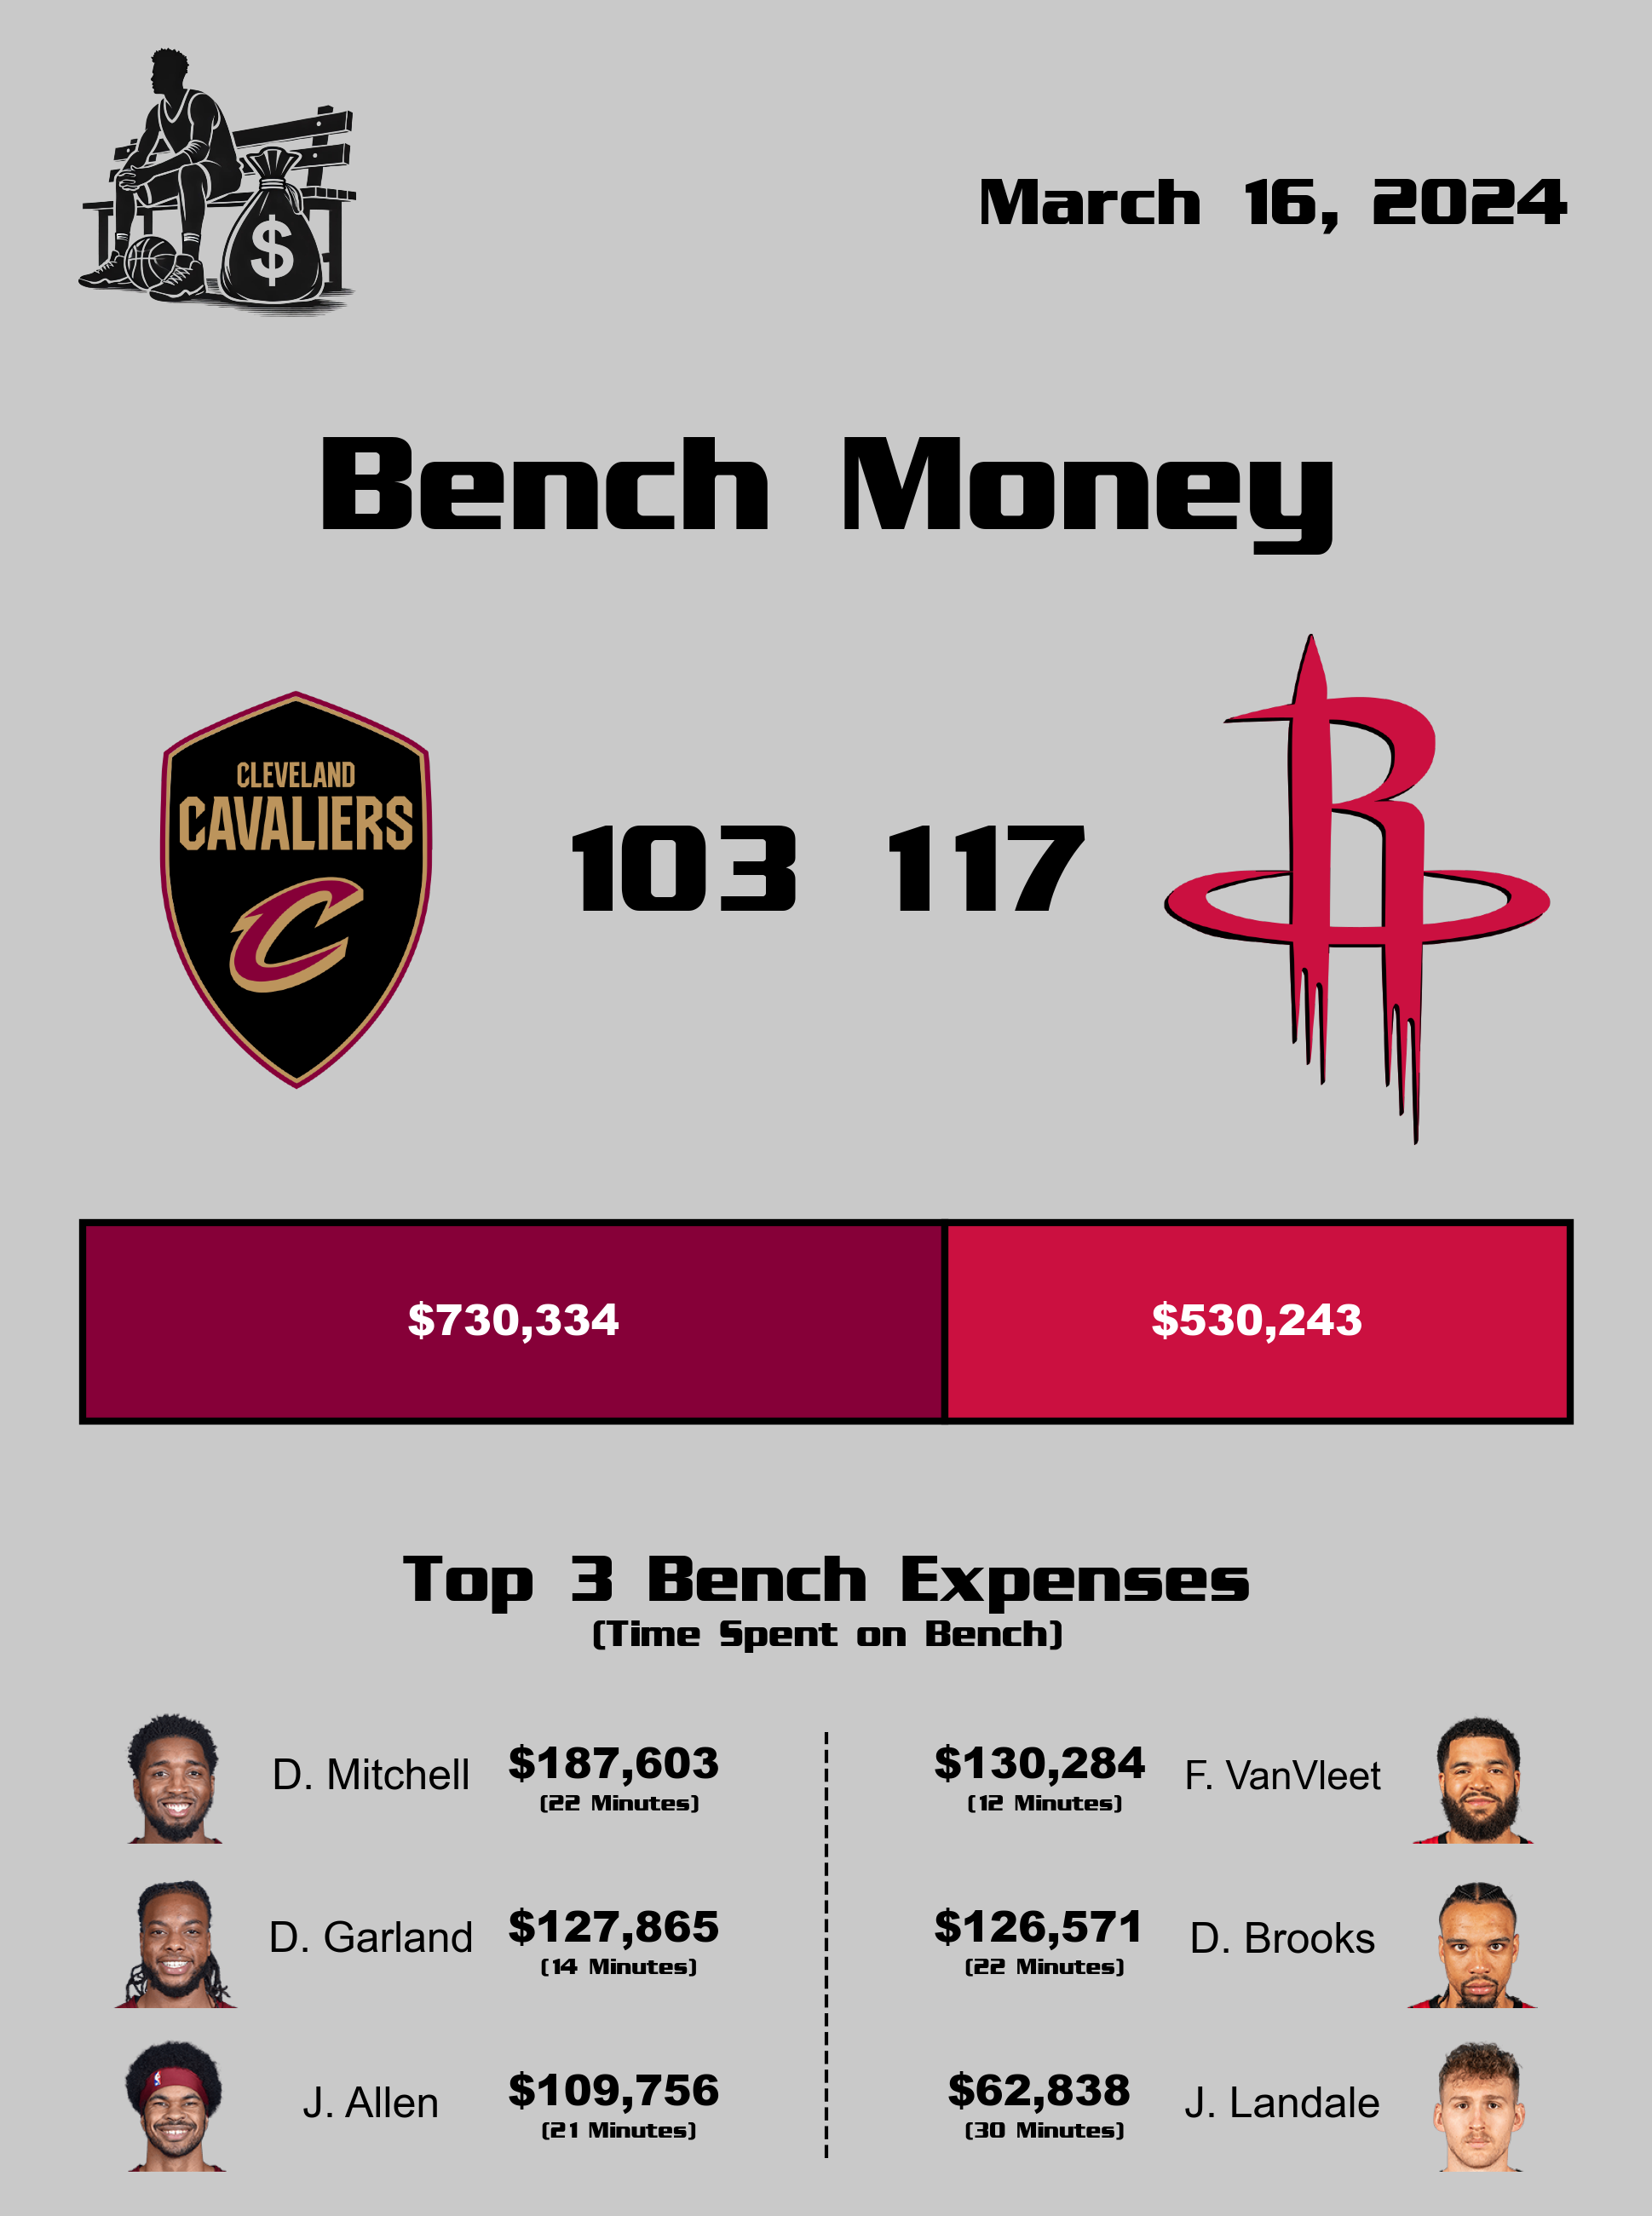 $
March 16, 2024
Bench Money
CLEVELAND
CAVALIERS
C
103 117
R
$730,334 $530,243
Top 3 Bench Expenses
(Time Spent on Bench)
D. Mitchell $187,603 $130,284 F. VanVleet
(22 Minutes) (12 Minutes)
D. Garland $127,865 $126,571 D. Brooks
(14 Minutes) (22 Minutes)
J. Allen $109,756 $62,838 J. Landale
(21 Minutes) (30 Minutes)